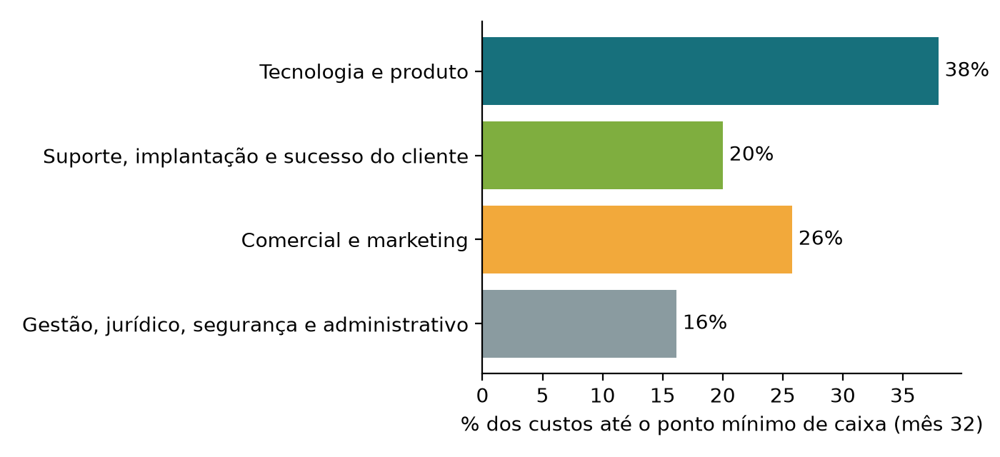 Tecnologia e produto 38%
Suporte, implantação e sucesso do cliente 20%
Comercial e marketing 26%
Gestão, jurídico, segurança e administrativo 16%
0 5 10 15 20 25 30 35
% dos custos até o ponto mínimo de caixa (mês 32)